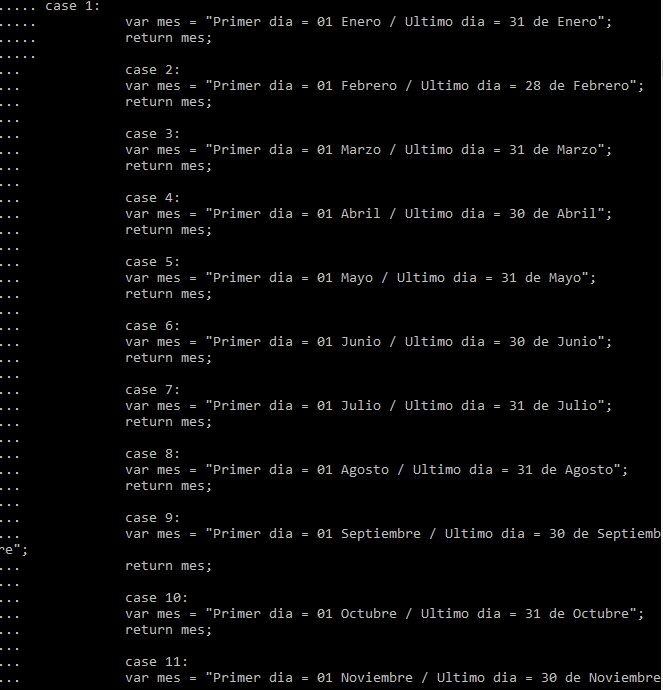 ..... case 1:
.....           var mes = "Primer dia = 01 Enero / Ultimo dia = 31 de Enero";
.....           return mes;
.....
...             case 2:
...             var mes = "Primer dia = 01 Febrero / Ultimo dia = 28 de Febrero";
...             return mes;
...
...             case 3:
...             var mes = "Primer dia = 01 Marzo / Ultimo dia = 31 de Marzo";
...             return mes;
...
...             case 4:
...             var mes = "Primer dia = 01 Abril / Ultimo dia = 30 de Abril";
...             return mes;
...
...             case 5:
...             var mes = "Primer dia = 01 Mayo / Ultimo dia = 31 de Mayo";
...             return mes;
...
...             case 6:
...             var mes = "Primer dia = 01 Junio / Ultimo dia = 30 de Junio";
...             return mes;
...
...             case 7:
...             var mes = "Primer dia = 01 Julio / Ultimo dia = 31 de Julio";
...             return mes;
...
...             case 8:
...             var mes = "Primer dia = 01 Agosto / Ultimo dia = 31 de Agosto";
...             return mes;
...
...             case 9:
...             var mes = "Primer dia = 01 Septiembre / Ultimo dia = 30 de Septiemb
re";
...             return mes;
...
...             case 10:
...             var mes = "Primer dia = 01 Octubre / Ultimo dia = 31 de Octubre";
...             return mes;
...
...             case 11:
...             var mes = "Primer dia = 01 Noviembre / Ultimo dia = 30 de Noviembre